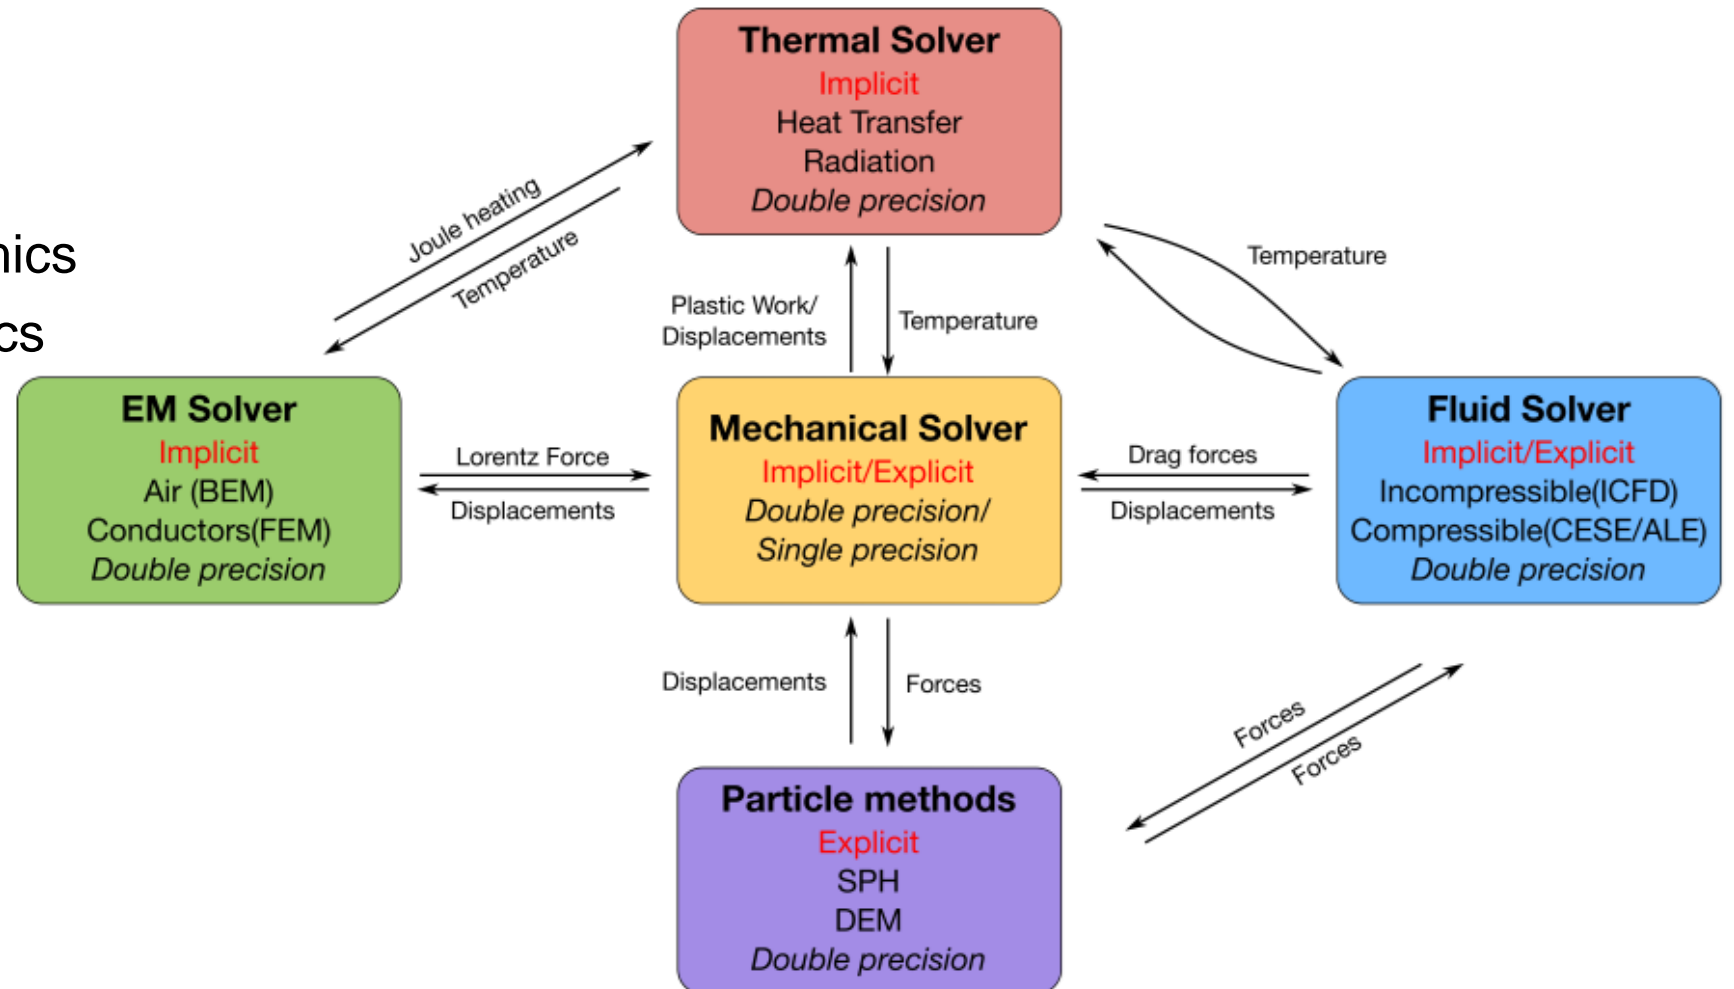 Thermal Solver
Implicit
Heat Transfer
Radiation
Double precision
Joule heating
Temperature
Plastic Work/
Displacements
Temperature
Temperature
EM Solver
Implicit
Air (BEM)
Conductors(FEM)
Double precision
Lorentz Force
Displacements
Mechanical Solver
Implicit/Explicit
Double precision/
Single precision
Drag forces
Displacements
Fluid Solver
Implicit/Explicit
Incompressible(ICFD)
Compressible(CESE/ALE)
Double precision
Displacements
Forces
Forces
Forces
Particle methods
Explicit
SPH
DEM
Double precision